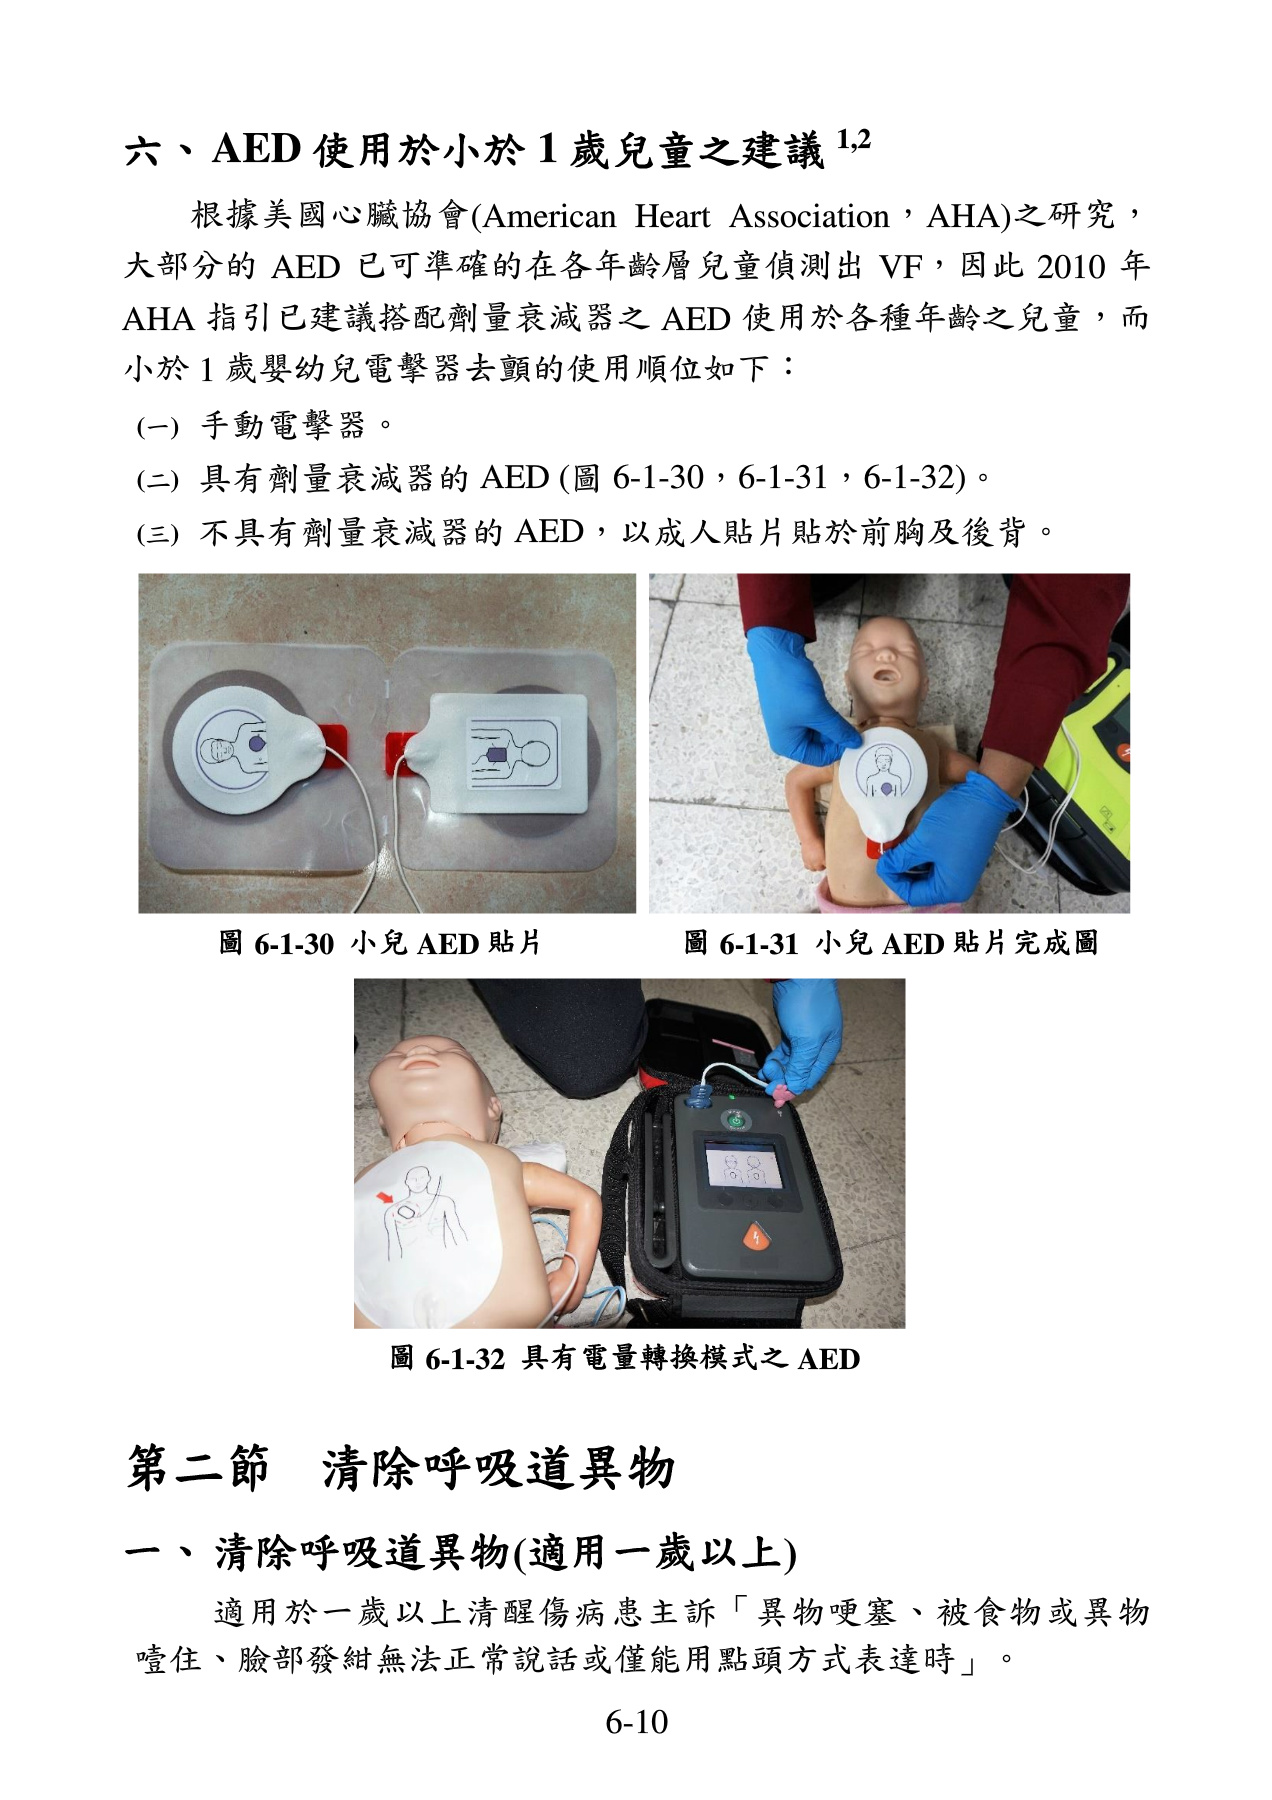 六、AED 使用於小於 1 歲兒童之建議 1,2
根據美國心臟協會(American Heart Association，AHA)之研究，
大部分的 AED 已可準確的在各年齡層兒童偵測出 VF，因此 2010 年
AHA 指引已建議搭配劑量衰減器之 AED 使用於各種年齡之兒童，而
小於 1 歲嬰幼兒電擊器去顫的使用順位如下：
(一) 手動電擊器。
(二) 具有劑量衰減器的 AED (圖 6-1-30，6-1-31，6-1-32)。
(三) 不具有劑量衰減器的 AED，以成人貼片貼於前胸及後背。
圖 6-1-30 小兒 AED 貼片
圖 6-1-31 小兒 AED 貼片完成圖
圖 6-1-32 具有電量轉換模式之 AED
第二節　清除呼吸道異物
一、清除呼吸道異物(適用一歲以上)
適用於一歲以上清醒傷病患主訴「異物哽塞、被食物或異物
噎住、臉部發紺無法正常說話或僅能用點頭方式表達時」。
6-10